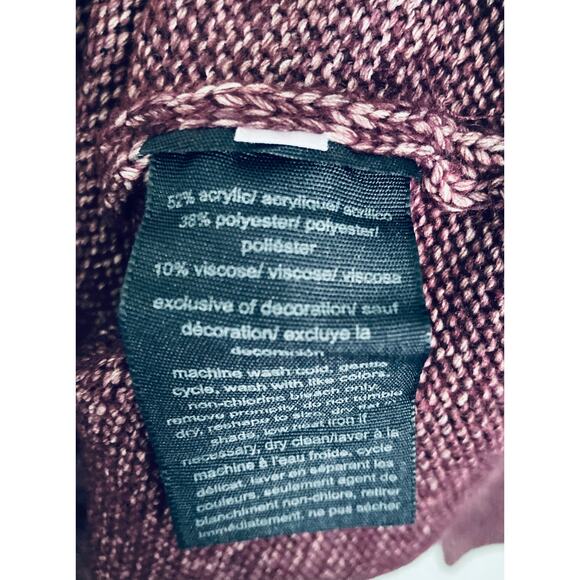 52% acrylic/ acrylique/ acrílico
38% polyester/ polyester/
poliéster
10% viscose/ viscose/ viscosa
exclusive of decoration/ sauf
décoration/ excluye la
machine wash cold, gentle
cycle, wash with like colors,
non-chlorine bleach only,
remove promptly, do not tumble
dry, reshape to size, dry flat
shade, low heat iron if
necessary, dry clean/laver à la
machine à l'eau froide, cycle
délicat, laver en séparant les
couleurs, seulement agent de
blanchiment non-chlore, retirer
immédiatement, ne pas sécher